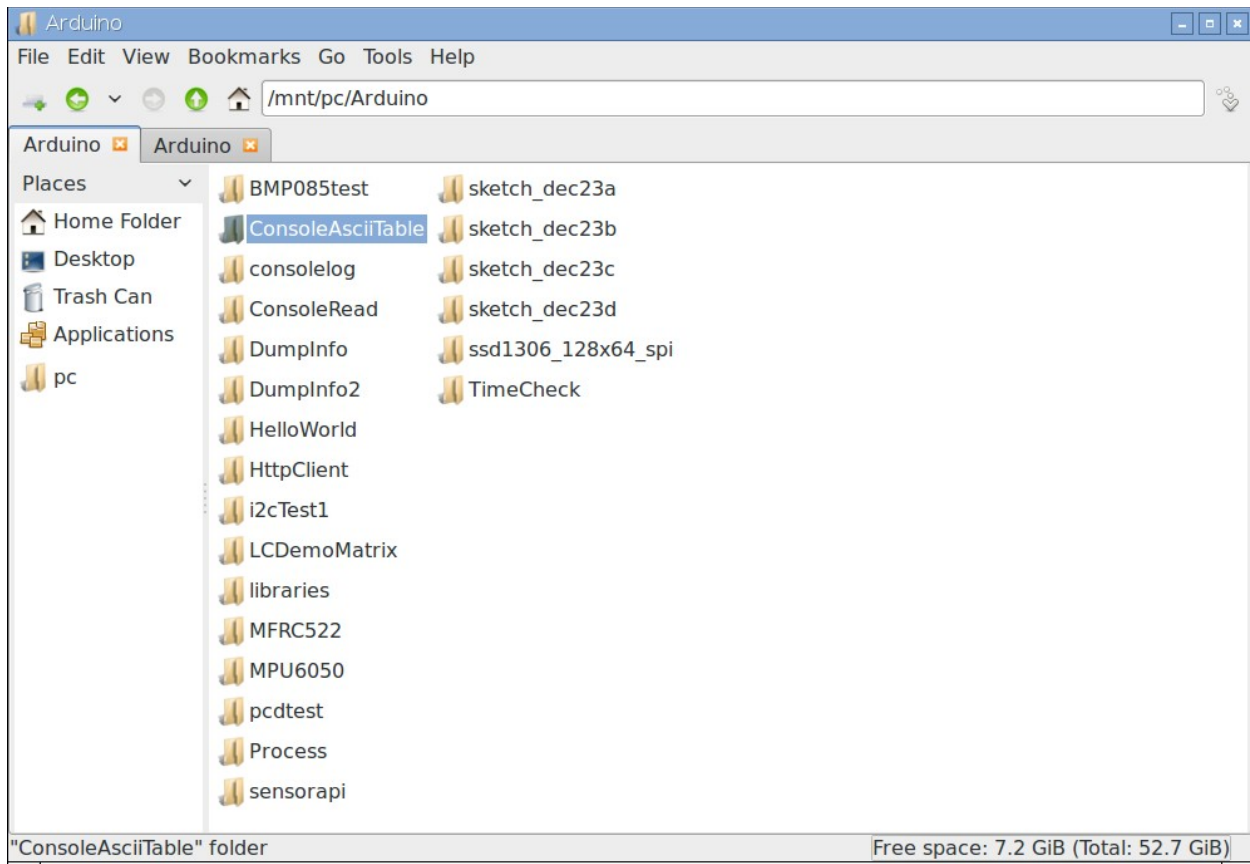 Arduino
File Edit View Bookmarks Go Tools Help
/mnt/pc/Arduino
Arduino Arduino
Places
Home Folder
Desktop
Trash Can
Applications
pc
BMP085test
ConsoleAsciiTable
consolelog
ConsoleRead
DumpInfo
DumpInfo2
HelloWorld
HttpClient
i2cTest1
LCDemoMatrix
libraries
MFRC522
MPU6050
pcdtest
Process
sensorapi
sketch_dec23a
sketch_dec23b
sketch_dec23c
sketch_dec23d
ssd1306_128x64_spi
TimeCheck
"ConsoleAsciiTable" folder
Free space: 7.2 GiB (Total: 52.7 GiB)